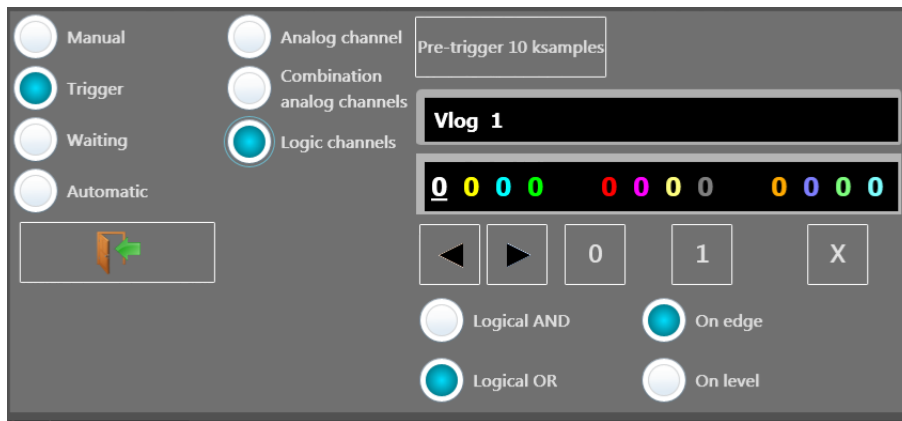 Manual
Trigger
Waiting
Automatic
Analog channel
Combination
analog channels
Logic channels
Pre-trigger 10 ksamples
Vlog 1
0 0 0 0 0 0 0 0 0 0 0 0
0 1 X
Logical AND
On edge
Logical OR
On level